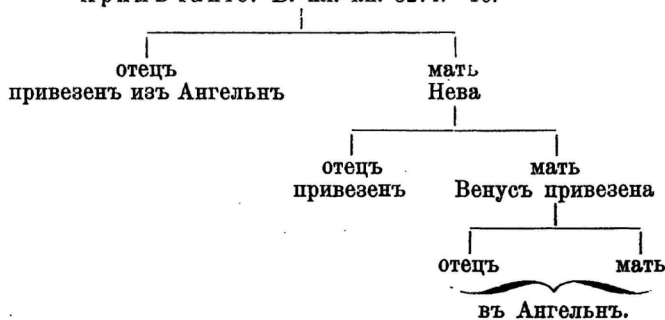 отецъ мать
привезенъ изъ Ангельнъ Нева
отецъ мать
привезенъ Венусъ привезена
отецъ мать
въ Ангельнъ.